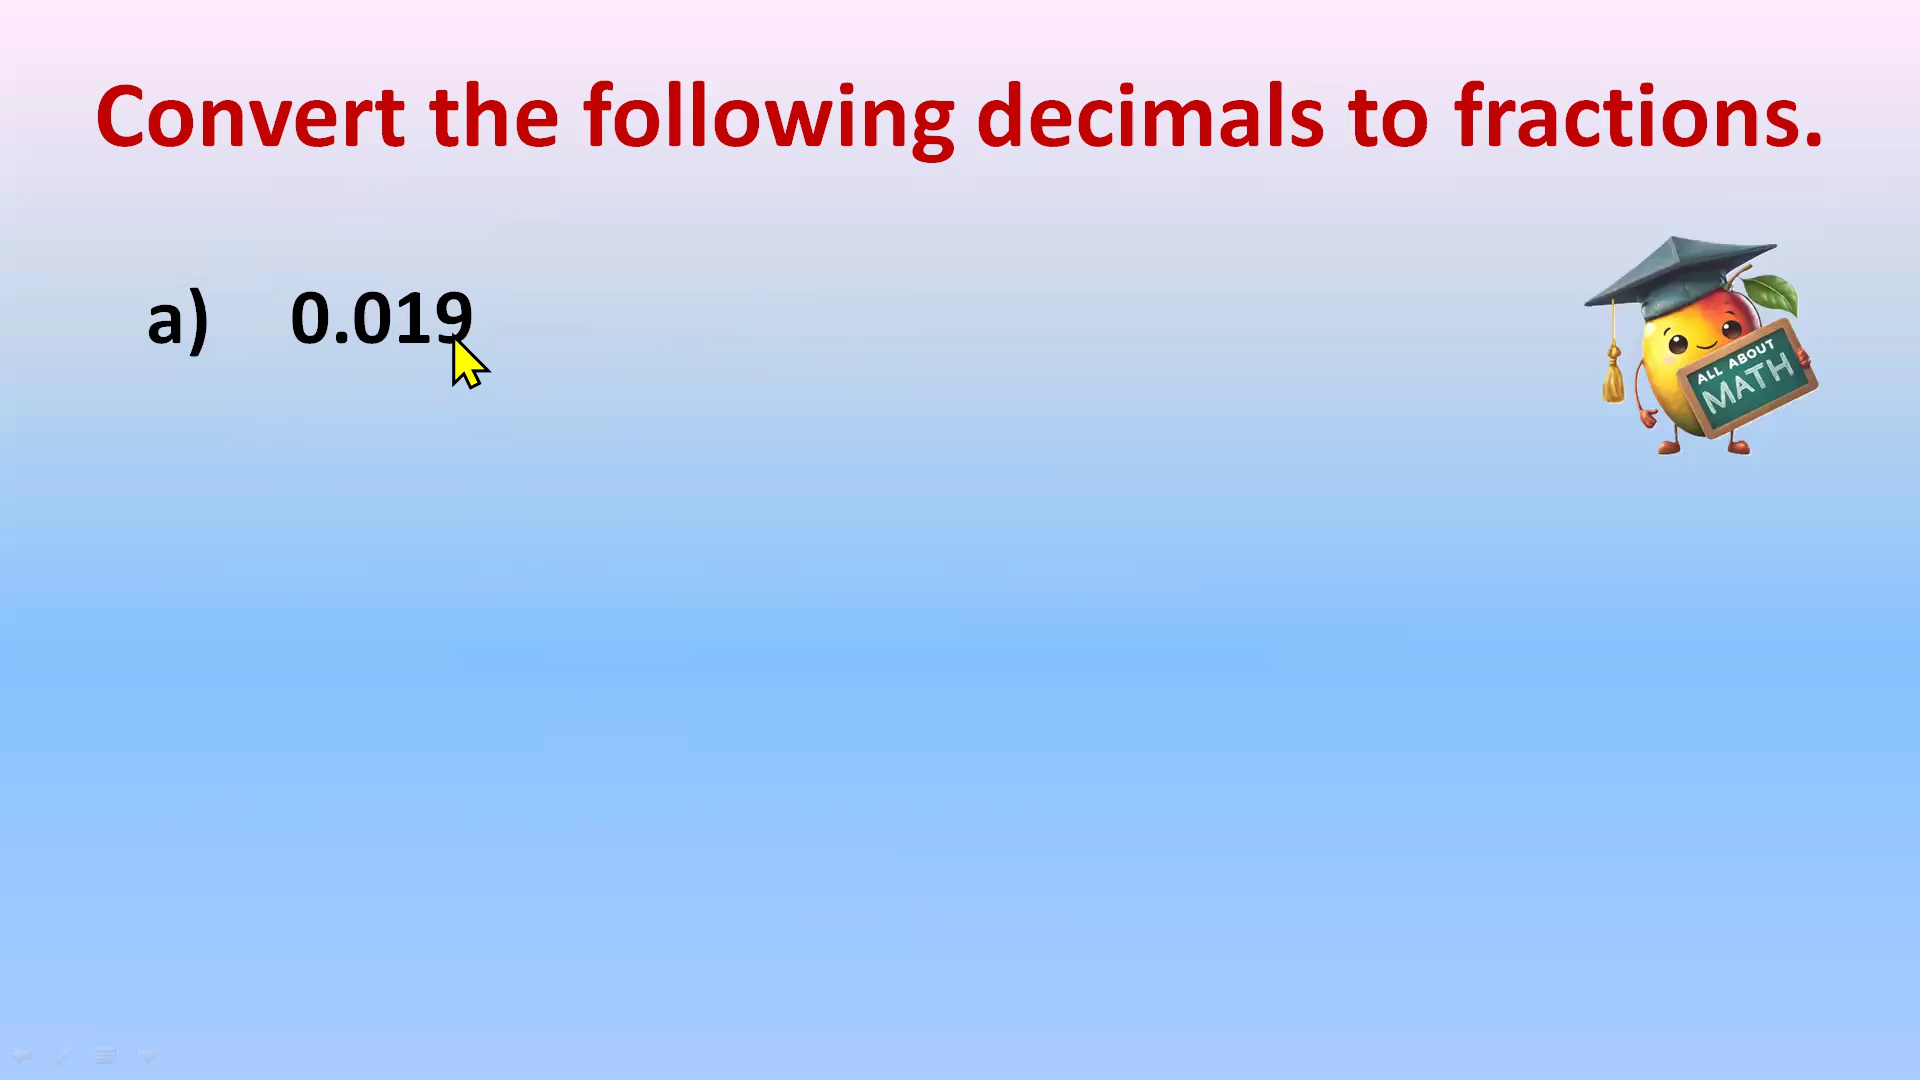 Convert the following decimals to fractions.
a) 0.019
ALL ABOUT
MATH